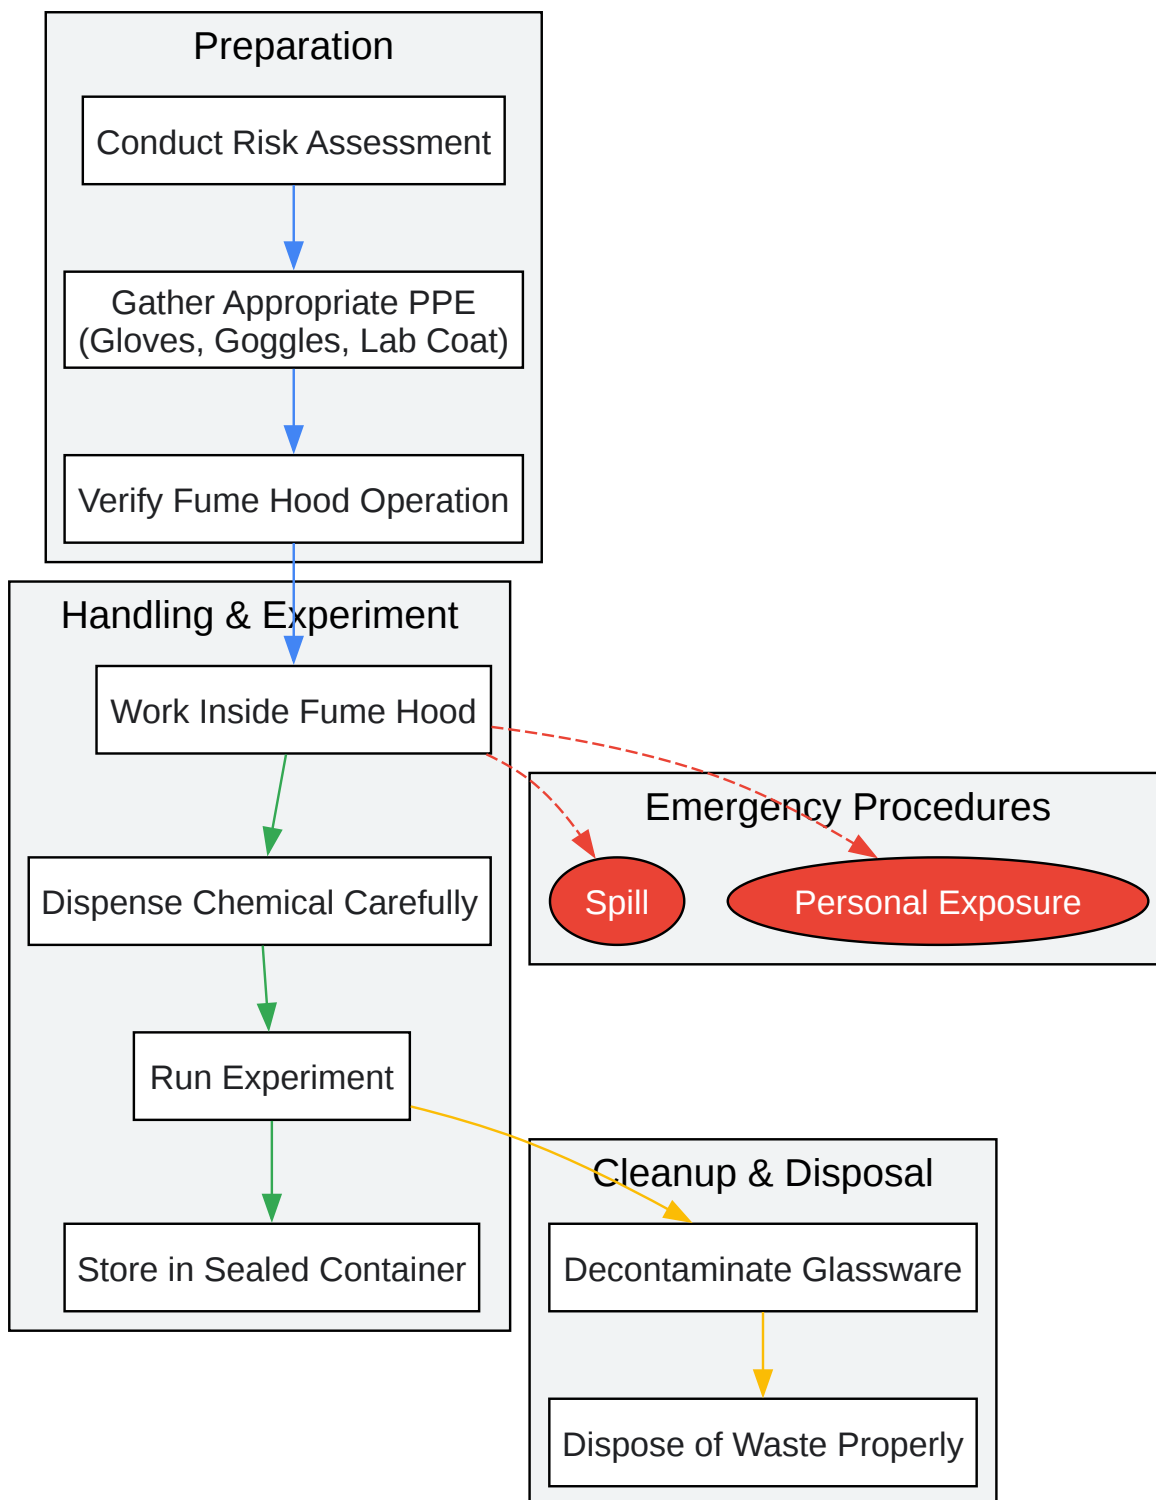 Preparation
Conduct Risk Assessment
Gather Appropriate PPE
(Gloves, Goggles, Lab Coat)
Verify Fume Hood Operation
Handling & Experiment
Work Inside Fume Hood
Emergency Procedures
Dispense Chemical Carefully
Spill
Personal Exposure
Run Experiment
Cleanup & Disposal
Store in Sealed Container
Decontaminate Glassware
Dispose of Waste Properly